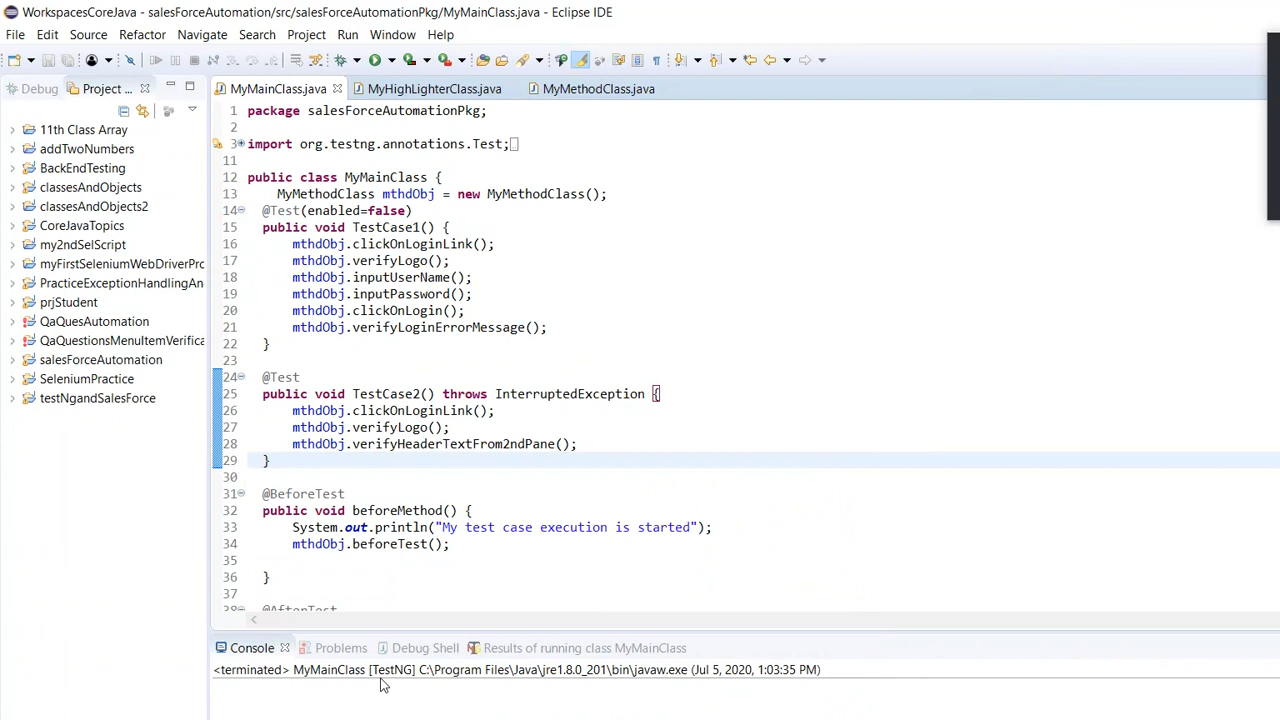 WorkspacesCoreJava - salesForceAutomation/src/salesForceAutomationPkg/MyMainClass.java - Eclipse IDE
File Edit Source Refactor Navigate Search Project Run Window Help
Debug Project ... MyMainClass.java MyHighLighterClass.java MyMethodClass.java
11th Class Array
addTwoNumbers
BackEndTesting
classesAndObjects
classesAndObjects2
CoreJavaTopics
my2ndSelScript
myFirstSeleniumWebDriverPro
PracticeExceptionHandlingAn
prjStudent
QaQuesAutomation
QaQuestionsMenuItemVerifica
salesForceAutomation
SeleniumPractice
testNgandSalesForce
1 package salesForceAutomationPkg;
2
3 import org.testng.annotations.Test;
11
12 public class MyMainClass {
13 MyMethodClass mthdObj = new MyMethodClass();
14 @Test(enabled=false)
15 public void TestCase1() {
16 mthdObj.clickOnLoginLink();
17 mthdObj.verifyLogo();
18 mthdObj.inputUserName();
19 mthdObj.inputPassword();
20 mthdObj.clickOnLogin();
21 mthdObj.verifyLoginErrorMessage();
22 }
23
24 @Test
25 public void TestCase2() throws InterruptedException {
26 mthdObj.clickOnLoginLink();
27 mthdObj.verifyLogo();
28 mthdObj.verifyHeaderTextFrom2ndPane();
29 }
30
31 @BeforeTest
32 public void beforeMethod() {
33 System.out.println("My test case execution is started");
34 mthdObj.beforeTest();
35
36 }
37
38 @AfterTest
Console Problems Debug Shell Results of running class MyMainClass
<terminated> MyMainClass [TestNG] C:\Program Files\Java\jre1.8.0_201\bin\javaw.exe (Jul 5, 2020, 1:03:35 PM)